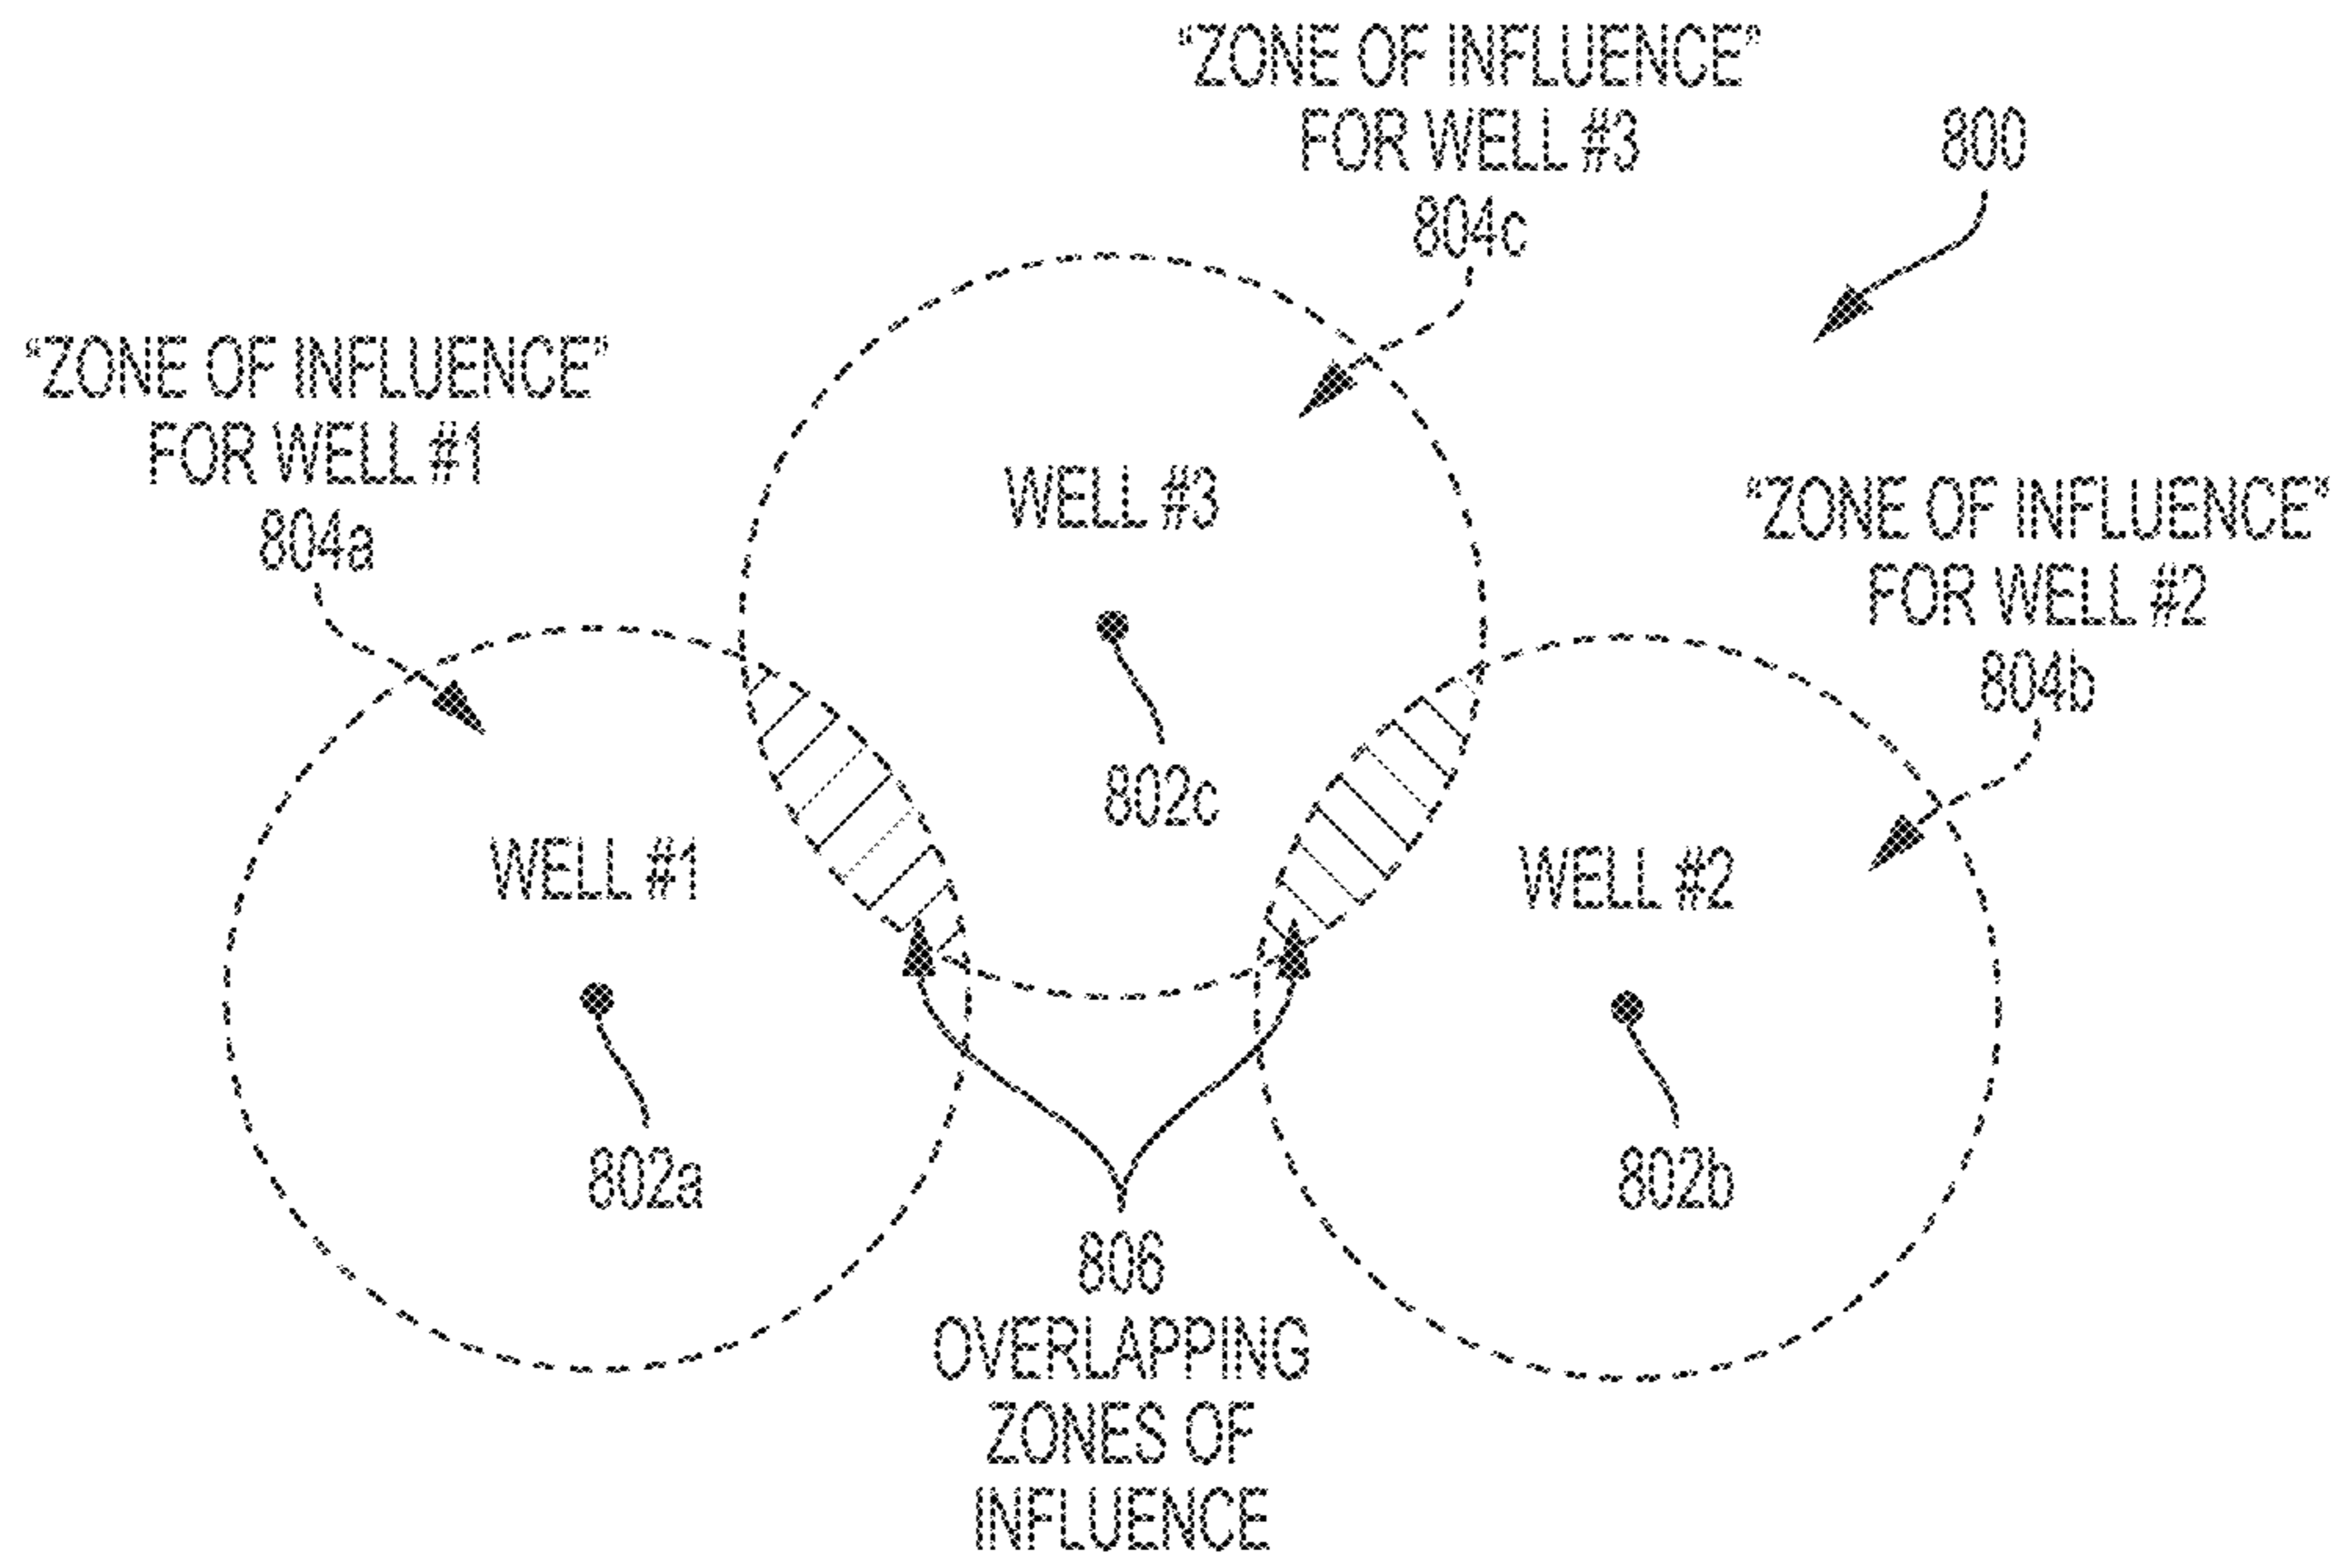 “ZONE OF INFLUENCE”
FOR WELL #3
804c
800
“ZONE OF INFLUENCE”
FOR WELL #1
804a
WELL #3
“ZONE OF INFLUENCE”
FOR WELL #2
804b
802c
WELL #1
WELL #2
802a
802b
806
OVERLAPPING
ZONES OF
INFLUENCE